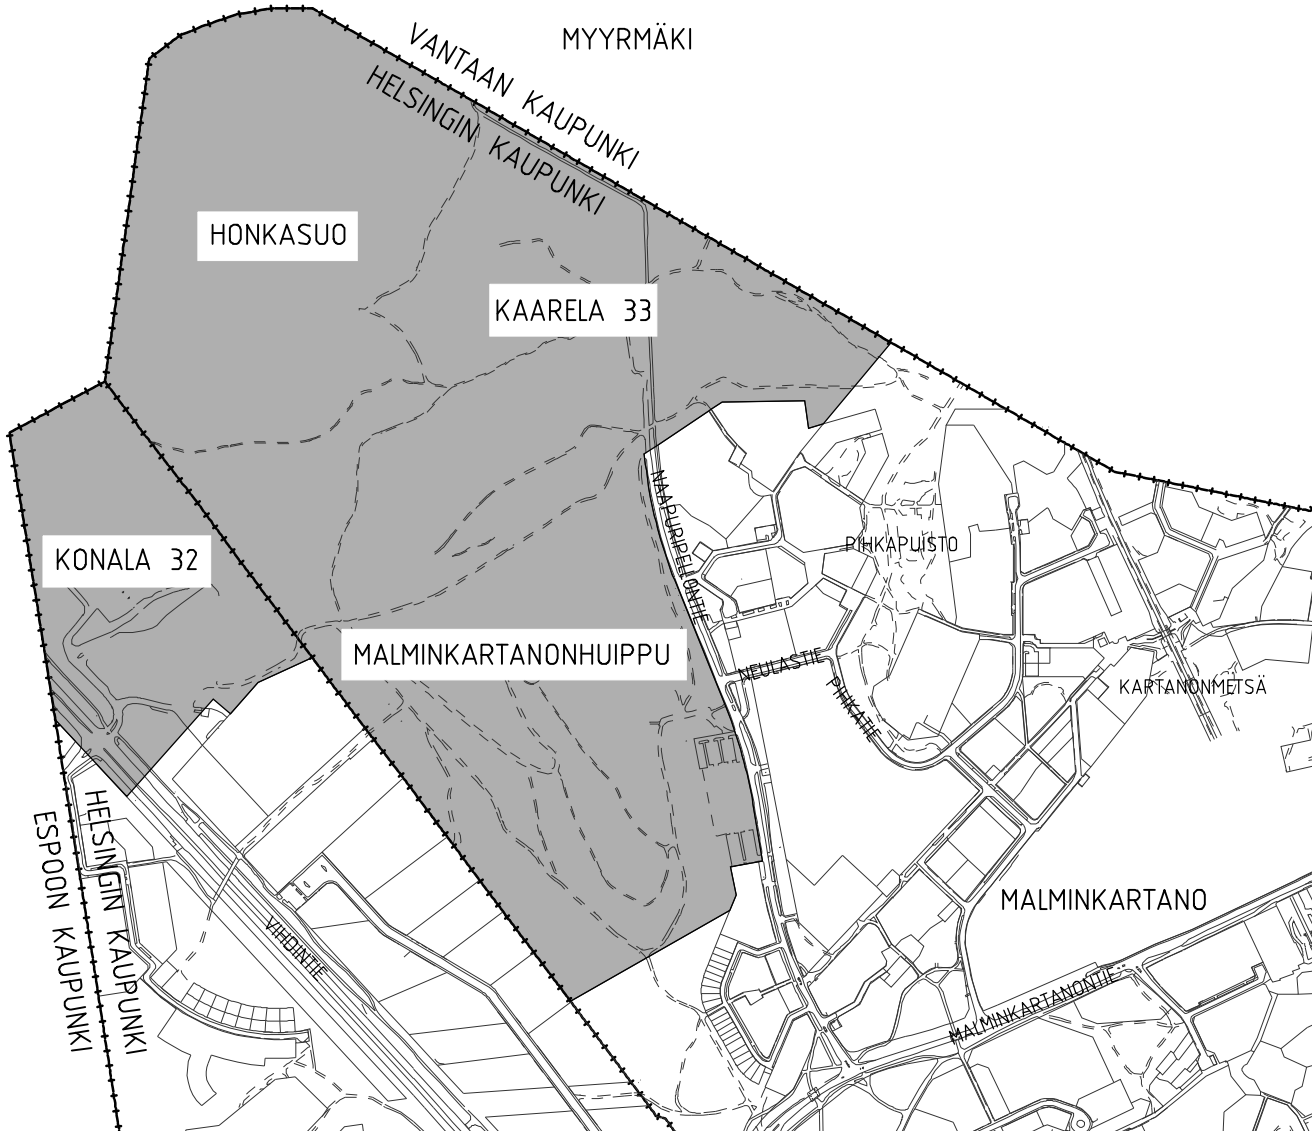 MYYRMÄKI
VANTAAN KAUPUNKI
HELSINGIN KAUPUNKI
HONKASUO
KAARELA 33
KONALA 32
NAAPURIPELLONTIE
PIHKAPUISTO
MALMINKARTANONHUIPPU
NEULASTIE
PIHKATIE
KARTANONMETSÄ
HELSINGIN KAUPUNKI
ESPOON KAUPUNKI
VIHDINTIE
MALMINKARTANO
MALMINKARTANONTIE